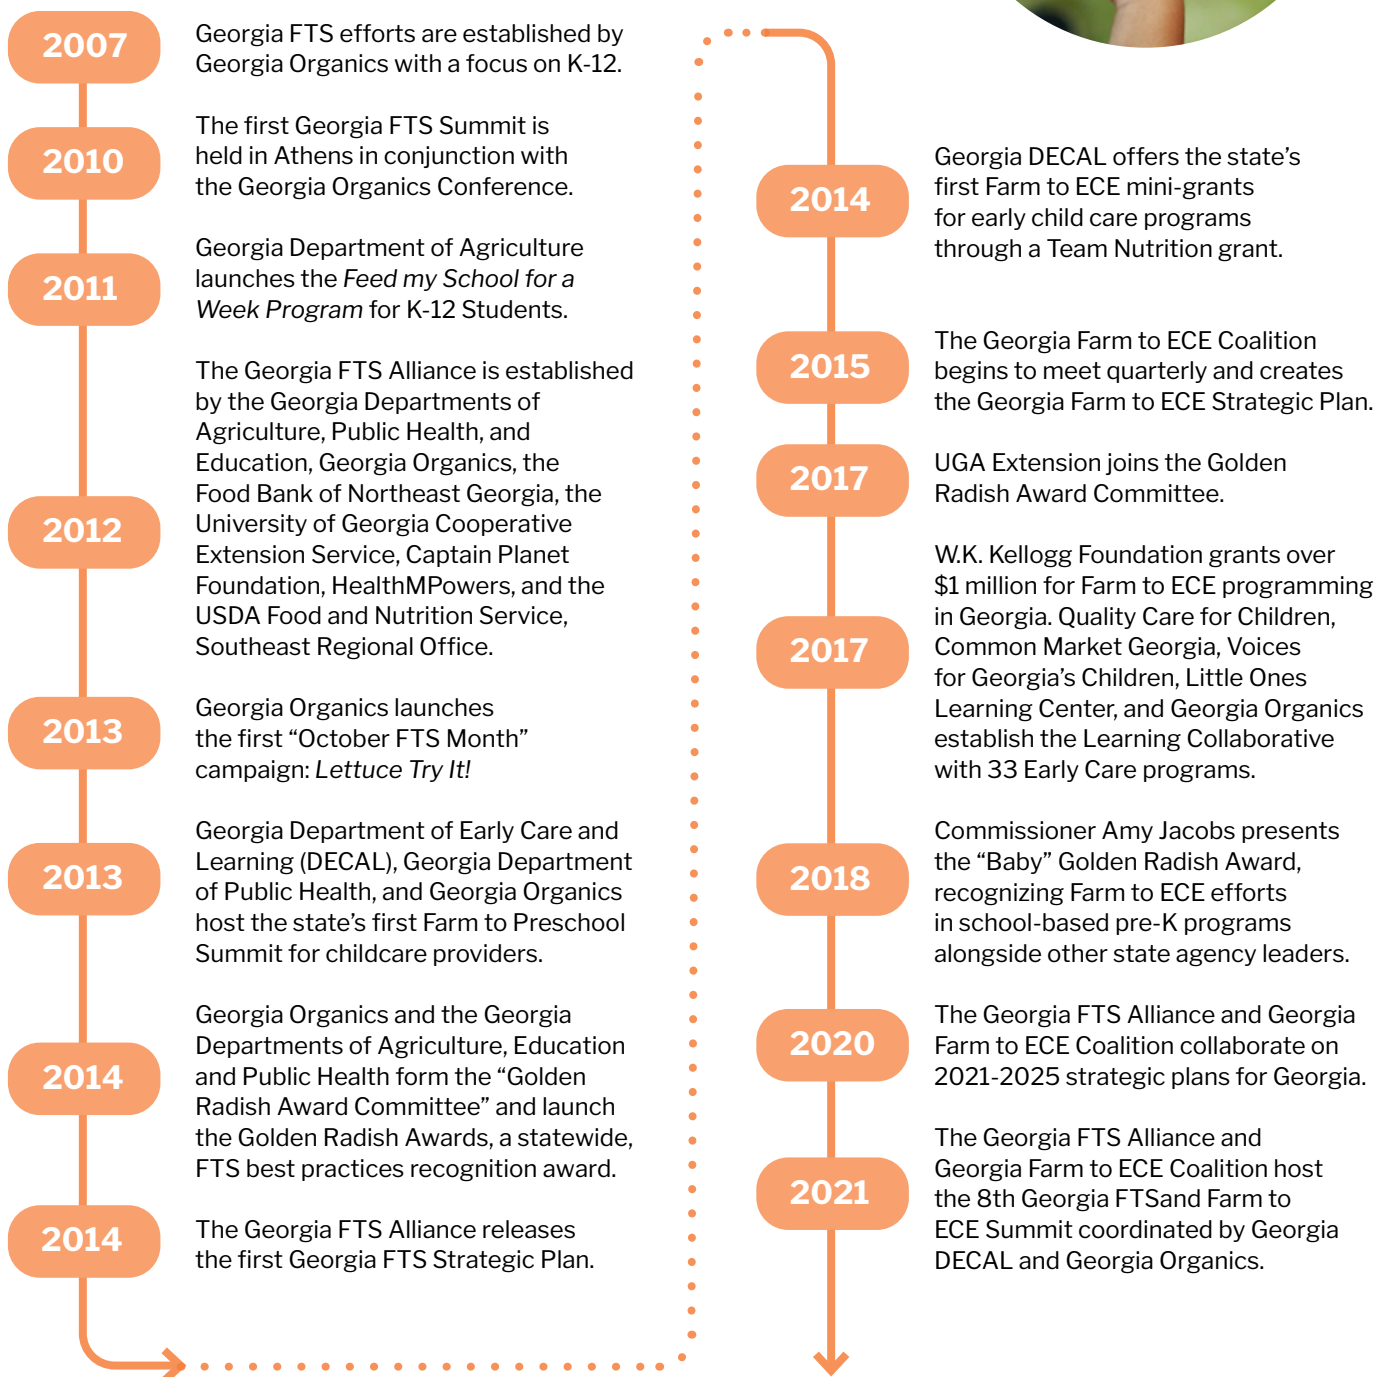 2007
Georgia FTS efforts are established by
Georgia Organics with a focus on K-12.
2010
The first Georgia FTS Summit is
held in Athens in conjunction with
the Georgia Organics Conference.
2011
Georgia Department of Agriculture
launches the Feed my School for a
Week Program for K-12 Students.
2012
The Georgia FTS Alliance is established
by the Georgia Departments of
Agriculture, Public Health, and
Education, Georgia Organics, the
Food Bank of Northeast Georgia, the
University of Georgia Cooperative
Extension Service, Captain Planet
Foundation, HealthMPowers, and the
USDA Food and Nutrition Service,
Southeast Regional Office.
2013
Georgia Organics launches
the first “October FTS Month”
campaign: Lettuce Try It!
2013
Georgia Department of Early Care and
Learning (DECAL), Georgia Department
of Public Health, and Georgia Organics
host the state’s first Farm to Preschool
Summit for childcare providers.
2014
Georgia Organics and the Georgia
Departments of Agriculture, Education
and Public Health form the “Golden
Radish Award Committee” and launch
the Golden Radish Awards, a statewide,
FTS best practices recognition award.
2014
The Georgia FTS Alliance releases
the first Georgia FTS Strategic Plan.
2014
Georgia DECAL offers the state’s
first Farm to ECE mini-grants
for early child care programs
through a Team Nutrition grant.
2015
The Georgia Farm to ECE Coalition
begins to meet quarterly and creates
the Georgia Farm to ECE Strategic Plan.
2017
UGA Extension joins the Golden
Radish Award Committee.
2017
W.K. Kellogg Foundation grants over
$1 million for Farm to ECE programming
in Georgia. Quality Care for Children,
Common Market Georgia, Voices
for Georgia’s Children, Little Ones
Learning Center, and Georgia Organics
establish the Learning Collaborative
with 33 Early Care programs.
2018
Commissioner Amy Jacobs presents
the “Baby” Golden Radish Award,
recognizing Farm to ECE efforts
in school-based pre-K programs
alongside other state agency leaders.
2020
The Georgia FTS Alliance and Georgia
Farm to ECE Coalition collaborate on
2021-2025 strategic plans for Georgia.
2021
The Georgia FTS Alliance and
Georgia Farm to ECE Coalition host
the 8th Georgia FTSand Farm to
ECE Summit coordinated by Georgia
DECAL and Georgia Organics.